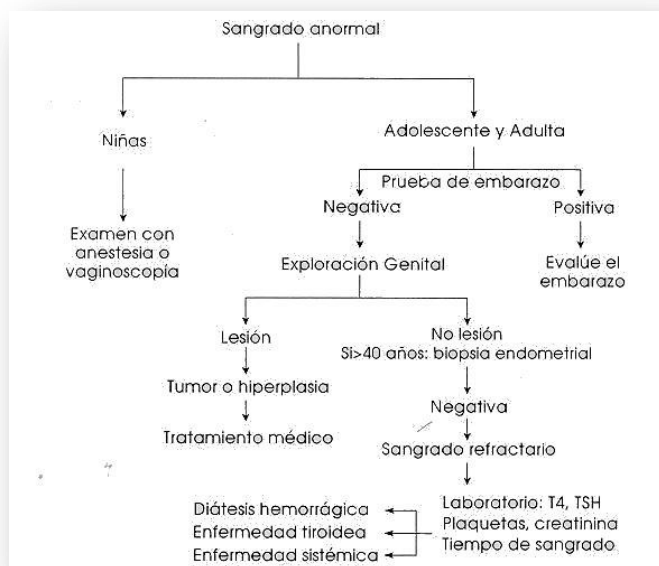 Sangrado anormal
Niñas
Adolescente y Adulta
Prueba de embarazo
Negativa
Positiva
Examen con
anestesia o
vaginoscopía
Exploración Genital
Evalúe el
embarazo
Lesión
No lesión
Si>40 años: biopsia endometrial
Tumor o hiperplasia
Negativa
Tratamiento médico
Sangrado refractario
Laboratorio: T4, TSH
Plaquetas, creatinina
Tiempo de sangrado
Diátesis hemorrágica
Enfermedad tiroidea
Enfermedad sistémica